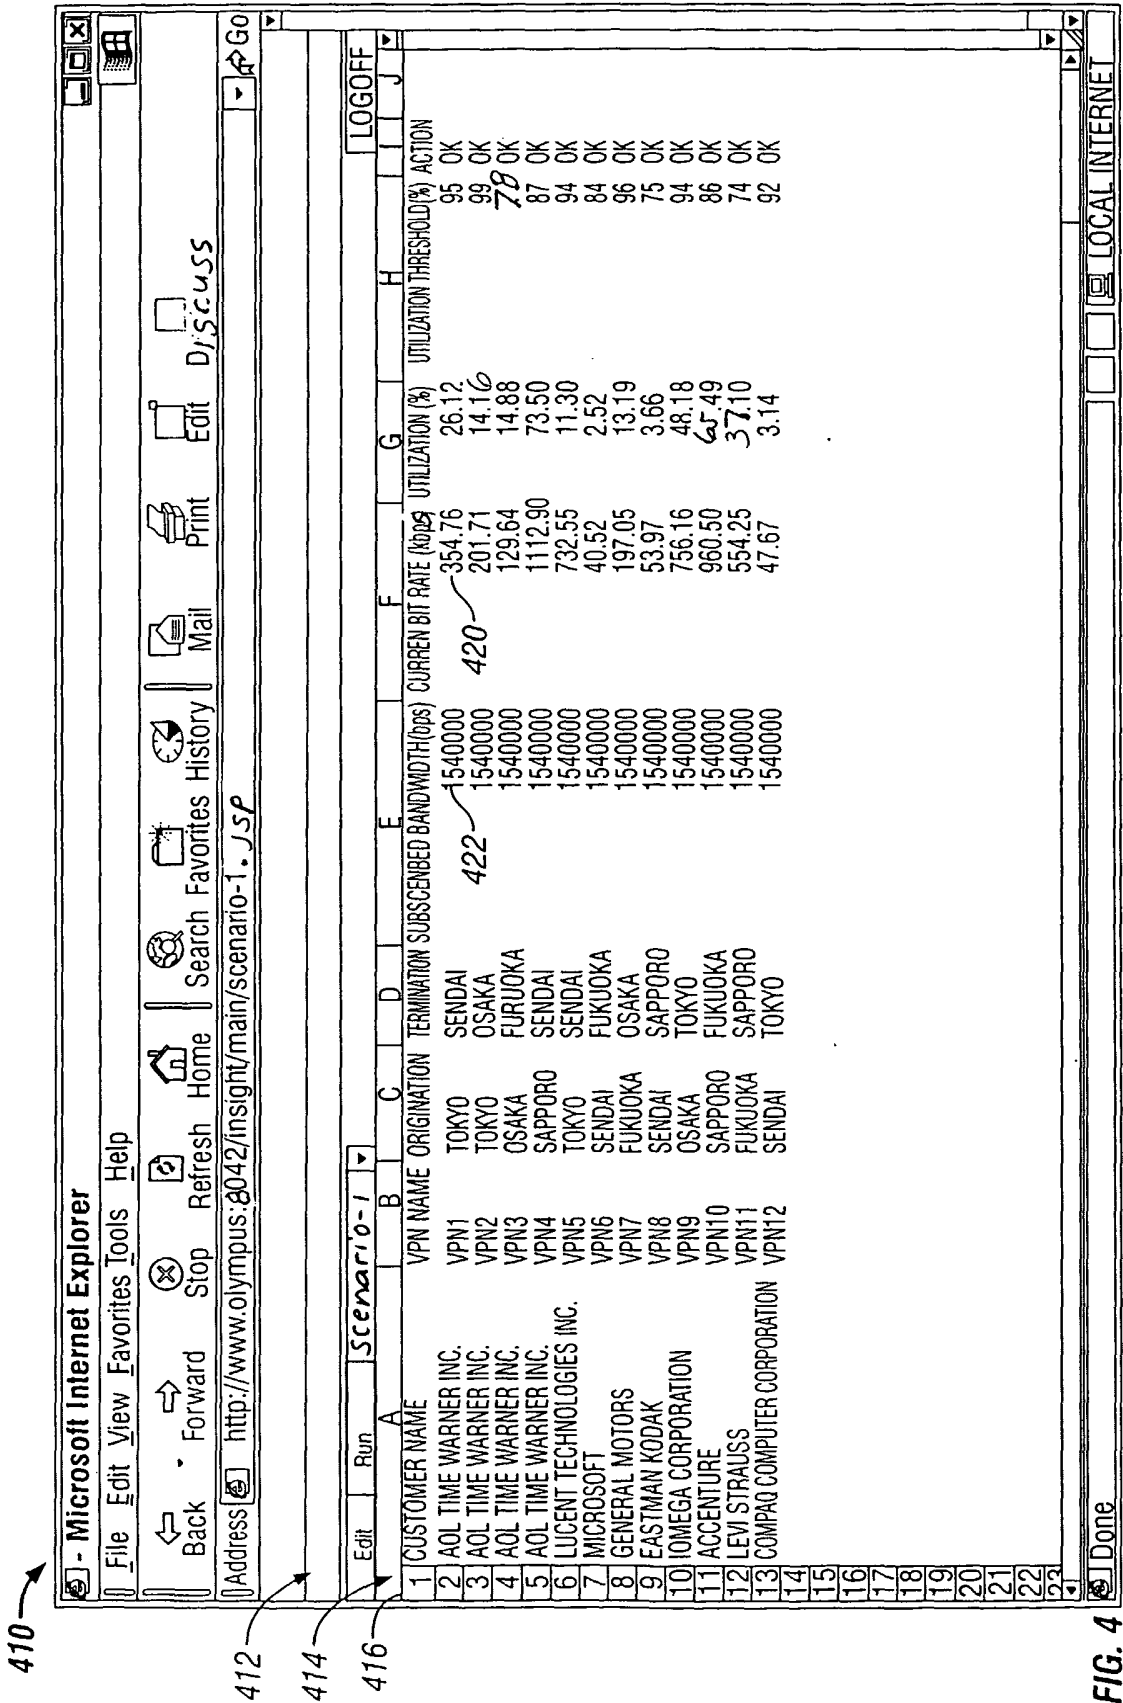 410
- Microsoft Internet Explorer
File Edit View Favorites Tools Help
Back Forward Stop Refresh Home Search Favorites History Mail Print Edit Discuss
Address http://www.olympus:8042/insight/main/scenario-1.JSP Go
412
414
Edit Run Scenario-1 LOGOFF
416
A B C D E F G H I J
1 CUSTOMER NAME VPN NAME ORIGINATION TERMINATION SUBSCENBED BANDWIDTH(bps) CURREN BIT RATE (kbps) UTILIZATION (%) UTILIZATION THRESHOLD(%) ACTION
2 AOL TIME WARNER INC. VPN1 TOKYO SENDAI 1540000 354.76 26.12 95 OK
3 AOL TIME WARNER INC. VPN2 TOKYO OSAKA 1540000 201.71 14.16 99 OK
4 AOL TIME WARNER INC. VPN3 OSAKA FURUOKA 1540000 129.64 14.88 78 OK
5 AOL TIME WARNER INC. VPN4 SAPPORO SENDAI 1540000 1112.90 73.50 87 OK
6 LUCENT TECHNOLOGIES INC. VPN5 TOKYO SENDAI 1540000 732.55 11.30 94 OK
7 MICROSOFT VPN6 SENDAI FUKUOKA 1540000 40.52 2.52 84 OK
8 GENERAL MOTORS VPN7 FUKUOKA OSAKA 1540000 197.05 13.19 96 OK
9 EASTMAN KODAK VPN8 SENDAI SAPPORO 1540000 53.97 3.66 75 OK
10 IOMEGA CORPORATION VPN9 OSAKA TOKYO 1540000 756.16 48.18 94 OK
11 ACCENTURE VPN10 SAPPORO FUKUOKA 1540000 960.50 65.49 86 OK
12 LEVI STRAUSS VPN11 FUKUOKA SAPPORO 1540000 554.25 37.10 74 OK
13 COMPAQ COMPUTER CORPORATION VPN12 SENDAI TOKYO 1540000 47.67 3.14 92 OK
422
420
14
15
16
17
18
19
20
21
22
23
Done LOCAL INTERNET
FIG. 4